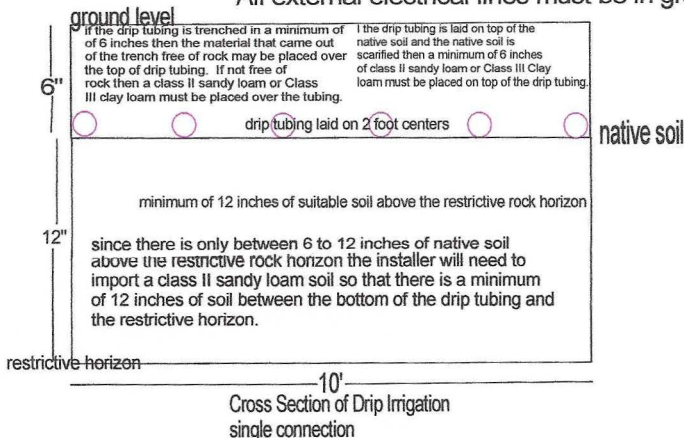 All external electrical lines must be in gr
ground level
if the drip tubing is trenched in a minimum of
of 6 inches then the material that came out
of the trench free of rock may be placed over
the top of drip tubing. If not free of
rock then a class II sandy loam or Class
III clay loam must be placed over the tubing.
I the drip tubing is laid on top of the
native soil and the native soil is
scarified then a minimum of 6 inches
of class II sandy loam or Class III Clay
loam must be placed on top of the drip tubing.
6"
drip tubing laid on 2 foot centers
native soil
minimum of 12 inches of suitable soil above the restrictive rock horizon
12"
since there is only between 6 to 12 inches of native soil
above the restrictive rock horizon the installer will need to
import a class II sandy loam soil so that there is a minimum
of 12 inches of soil between the bottom of the drip tubing and
the restrictive horizon.
restrictive horizon
10'
Cross Section of Drip Irrigation
single connection